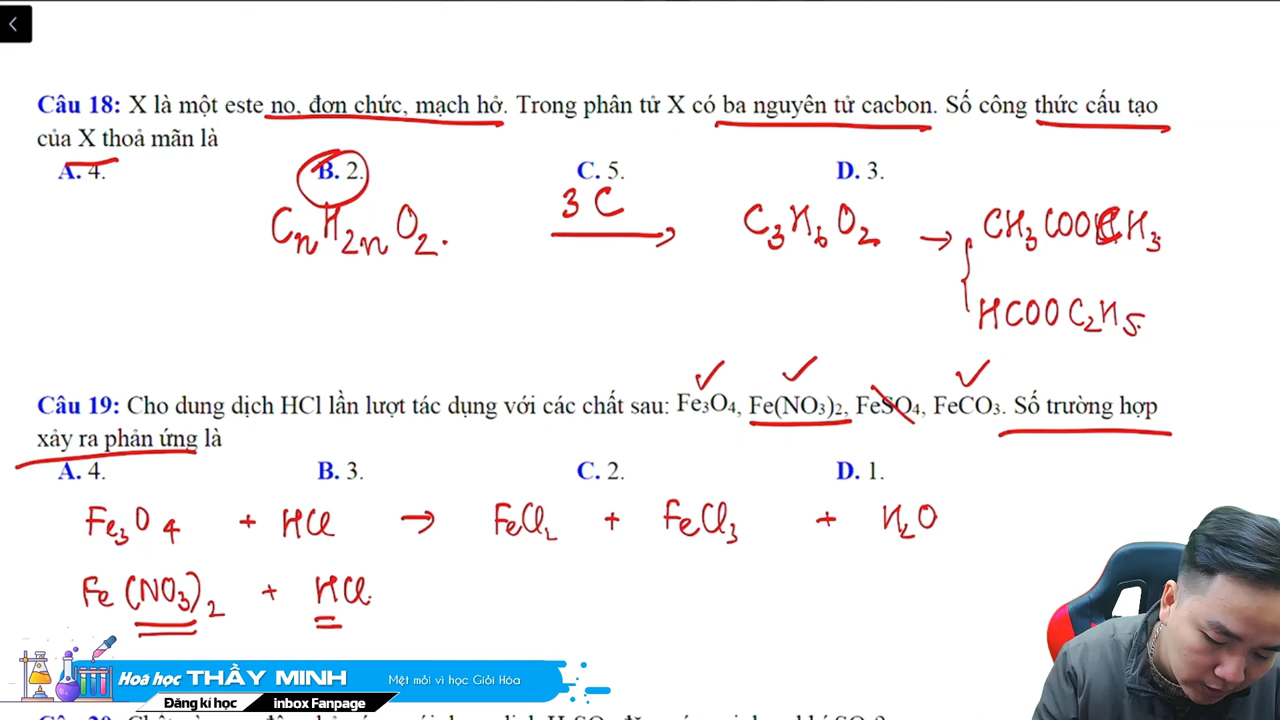 Câu 18: X là một este no, đơn chức, mạch hở. Trong phân tử X có ba nguyên tử cacbon. Số công thức cấu tạo
của X thoả mãn là
A. 4. B. 2. C. 5. D. 3.
CnH2nO2. 3C C3H6O2 → CH3COOCH3.
HCOOC2H5.
Câu 19: Cho dung dịch HCl lần lượt tác dụng với các chất sau: Fe3O4, Fe(NO3)2, FeSO4, FeCO3. Số trường hợp
xảy ra phản ứng là
A. 4. B. 3. C. 2. D. 1.
Fe3O4 + HCl → FeCl2 + FeCl3 + H2O
Fe(NO3)2 + HCl.
Hoá học THẦY MINH Mệt mỏi vì học Giỏi Hóa
Đăng kí học inbox Fanpage